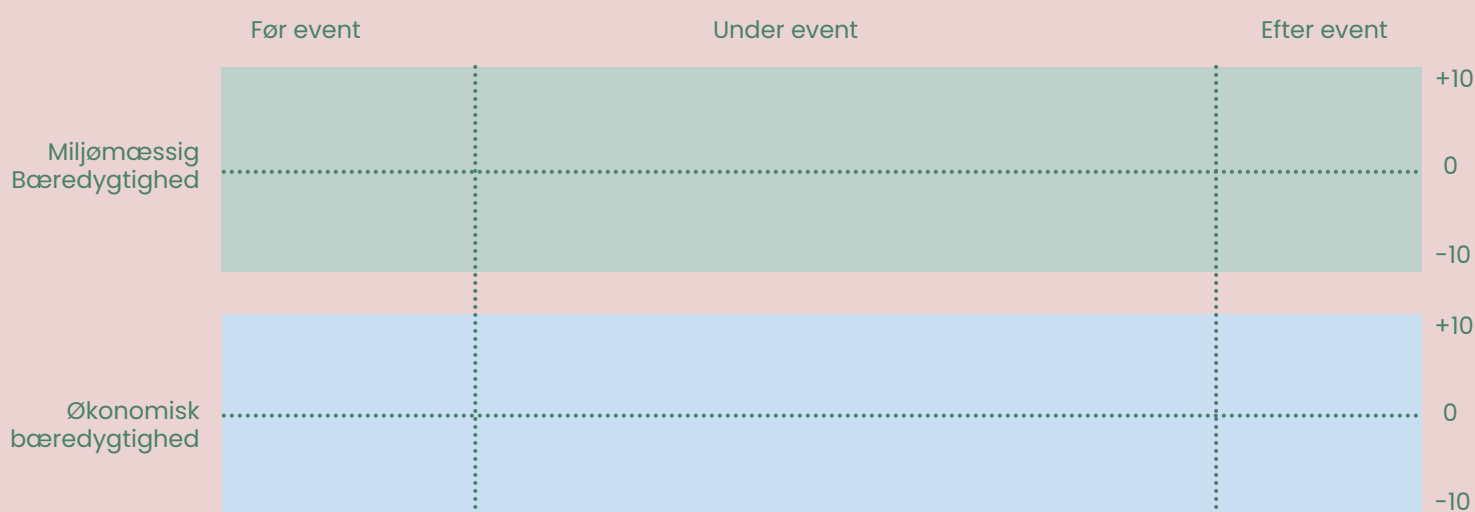 Før event
Under event
Efter event
+10
Miljømæssig
Bæredygtighed
0
-10
+10
Økonomisk
bæredygtighed
0
-10